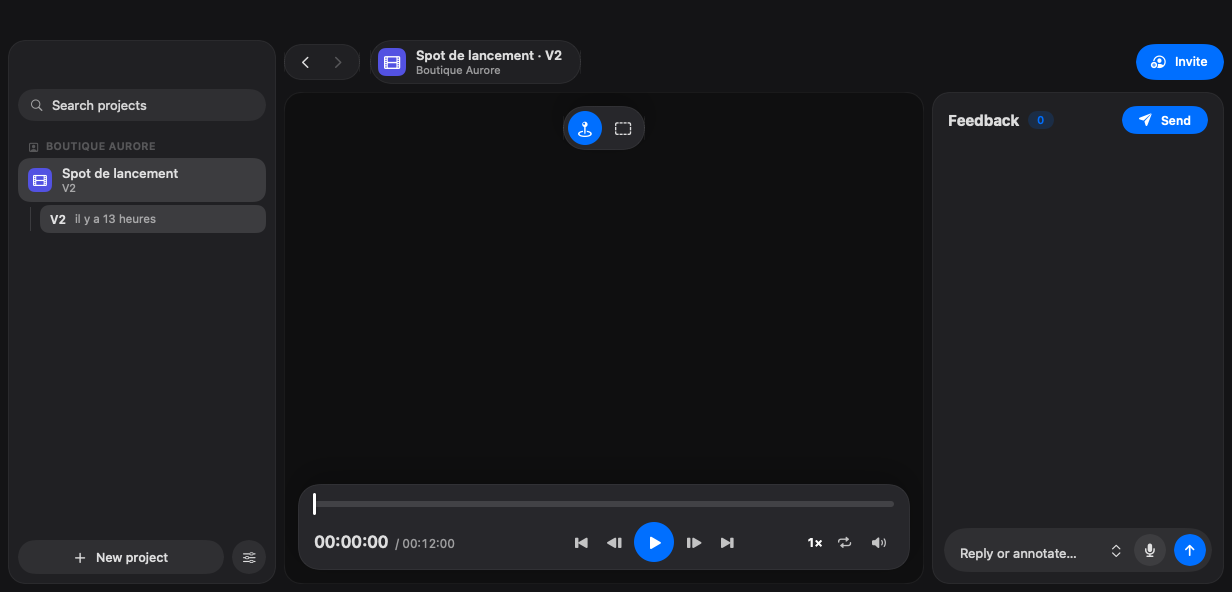 Search projects
BOUTIQUE AURORE
Spot de lancement
V2
V2 il y a 13 heures
New project
Spot de lancement · V2
Boutique Aurore
00:00:00 / 00:12:00
1×
Invite
Feedback 0
Send
Reply or annotate...